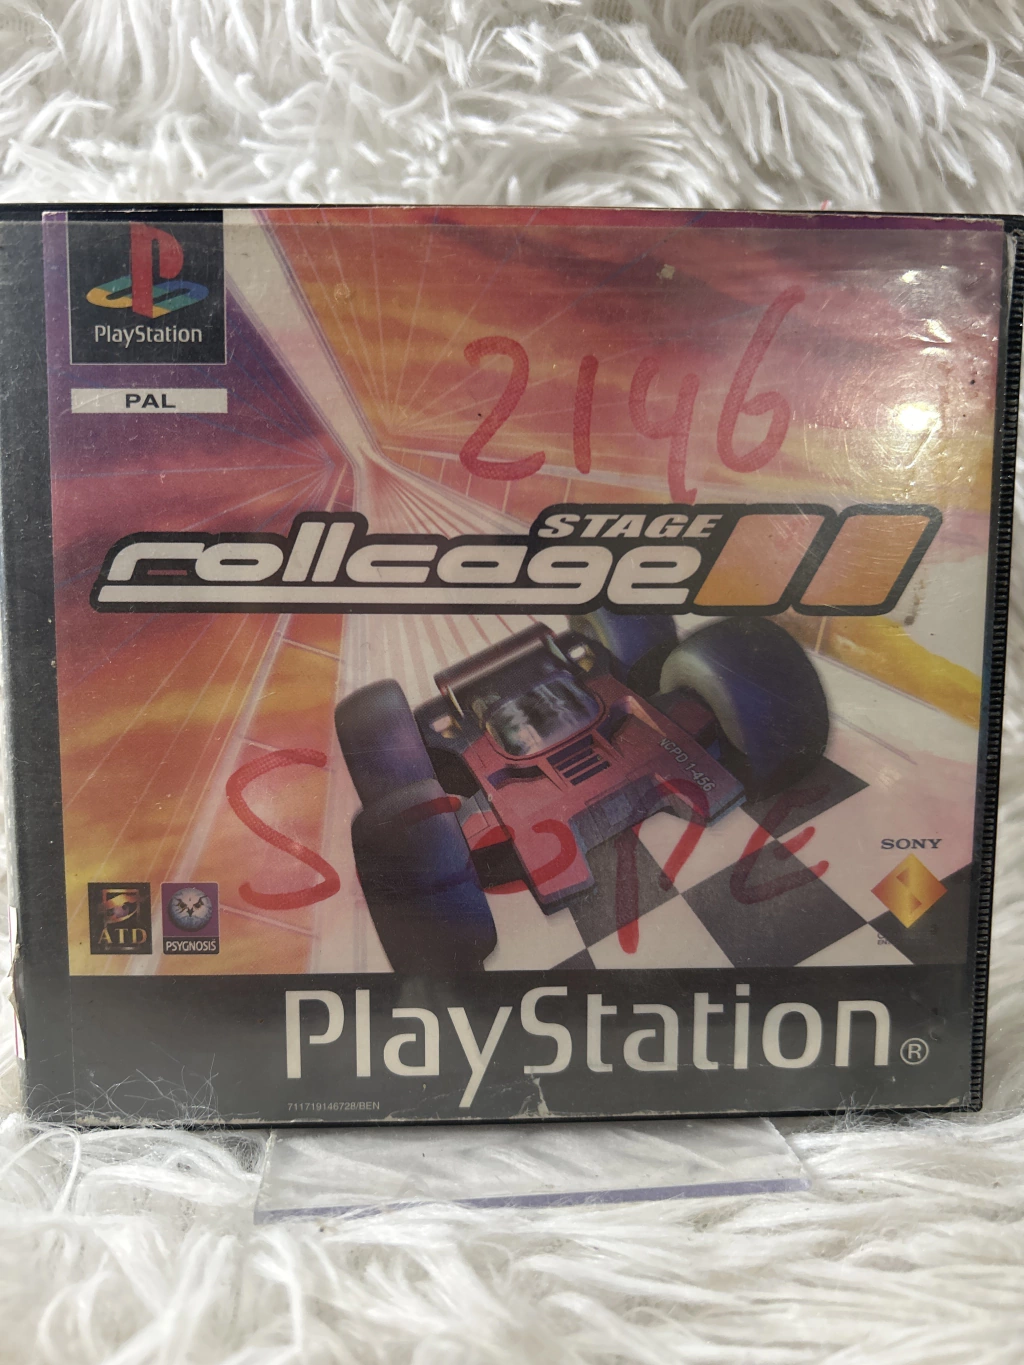 PlayStation
PAL
2146
STAGE
rollcage II
NCPD 1-456
SONY
ATD
PSYGNOSIS
PlayStation®
711719146728/BEN